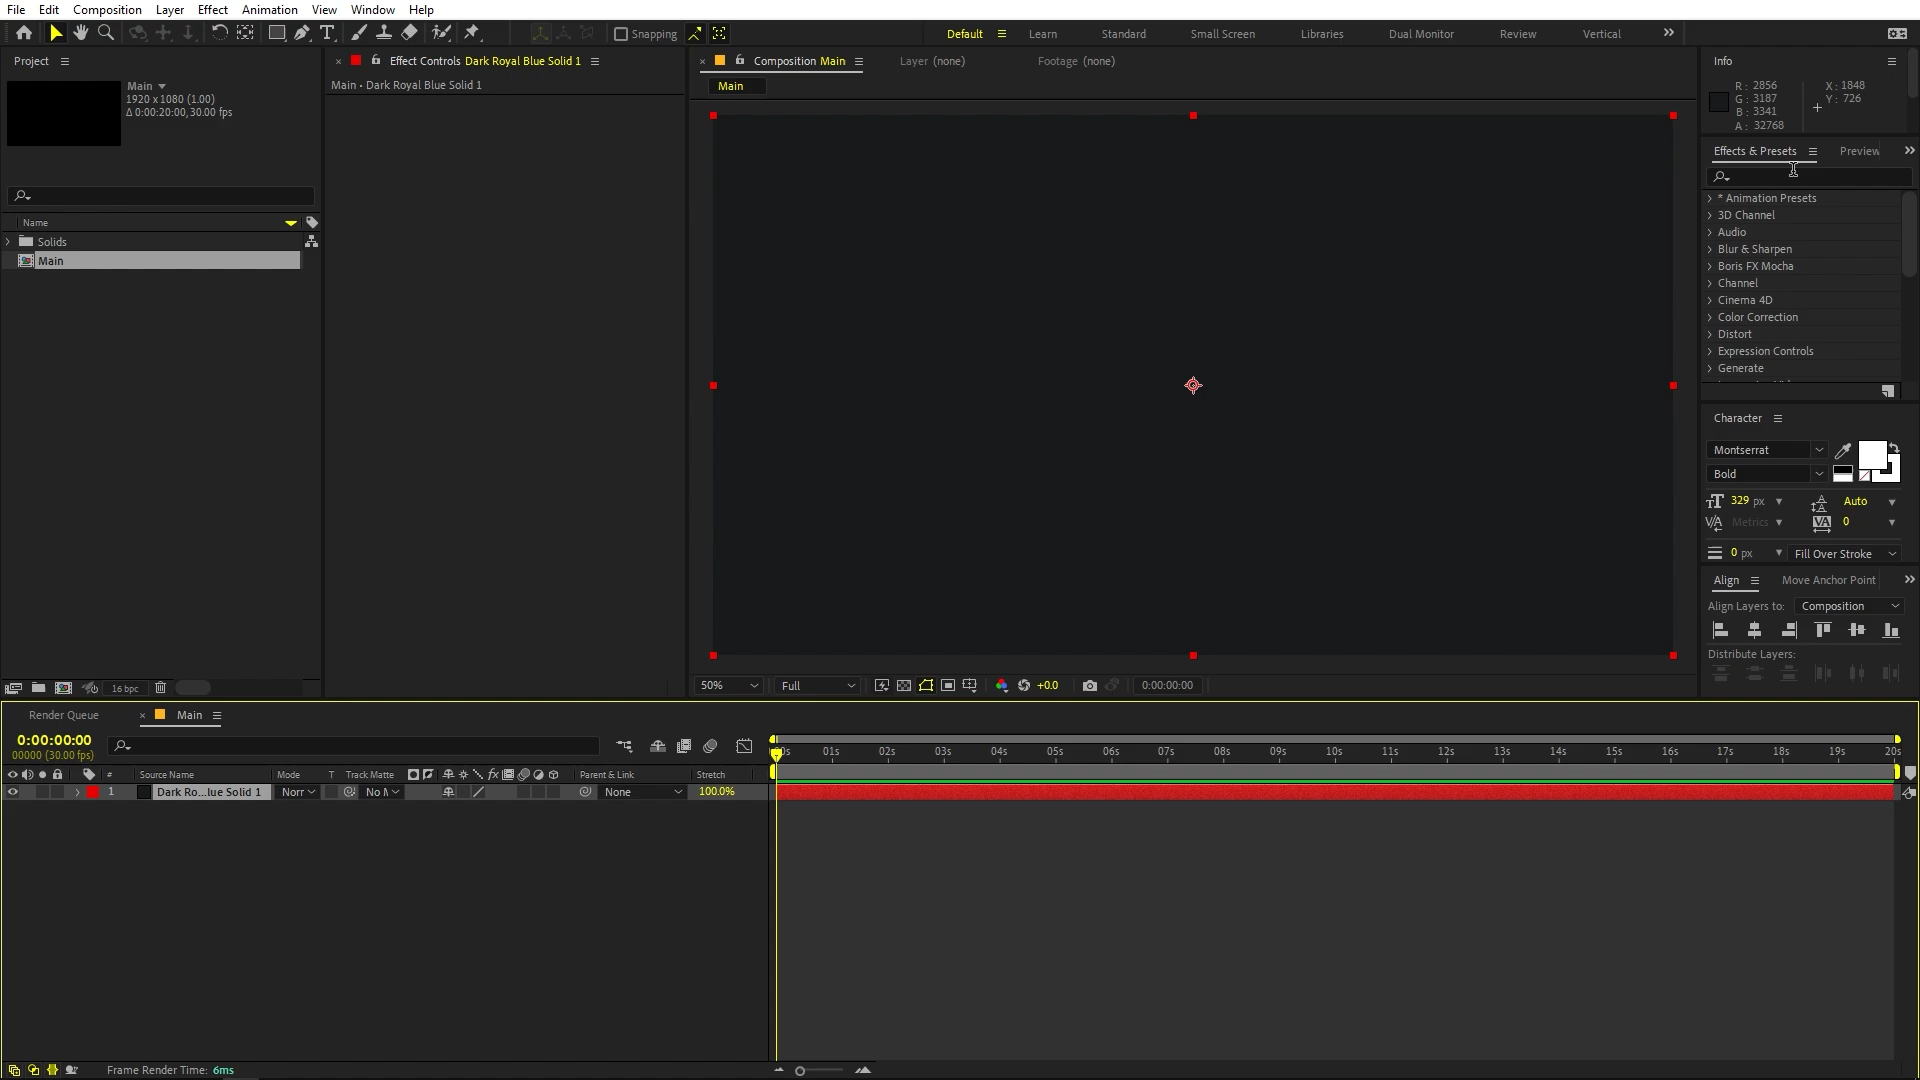 File Edit Composition Layer Effect Animation View Window Help
Snapping
Default Learn Standard Small Screen Libraries Dual Monitor Review Vertical
Project
Main
1920 x 1080 (1.00)
Δ 0:00:20:00, 30.00 fps
Name
Solids
Main
16 bpc
Effect Controls Dark Royal Blue Solid 1
Main • Dark Royal Blue Solid 1
Composition Main
Layer (none)
Footage (none)
Main
50%
Full
+0.0
0:00:00:00
Info
R : 2856
G : 3187
B : 3341
A : 32768
X : 1848
Y : 726
Effects & Presets
Preview
* Animation Presets
3D Channel
Audio
Blur & Sharpen
Boris FX Mocha
Channel
Cinema 4D
Color Correction
Distort
Expression Controls
Generate
Character
Montserrat
Bold
329 px
Auto
Metrics
0
0 px
Fill Over Stroke
Align
Move Anchor Point
Align Layers to: Composition
Distribute Layers:
Render Queue
Main
0:00:00:00
00000 (30.00 fps)
# Source Name Mode T Track Matte fx Parent & Link Stretch
1 Dark Ro...lue Solid 1 Norr None 100.0%
00s 01s 02s 03s 04s 05s 06s 07s 08s 09s 10s 11s 12s 13s 14s 15s 16s 17s 18s 19s 20s
Frame Render Time: 6ms